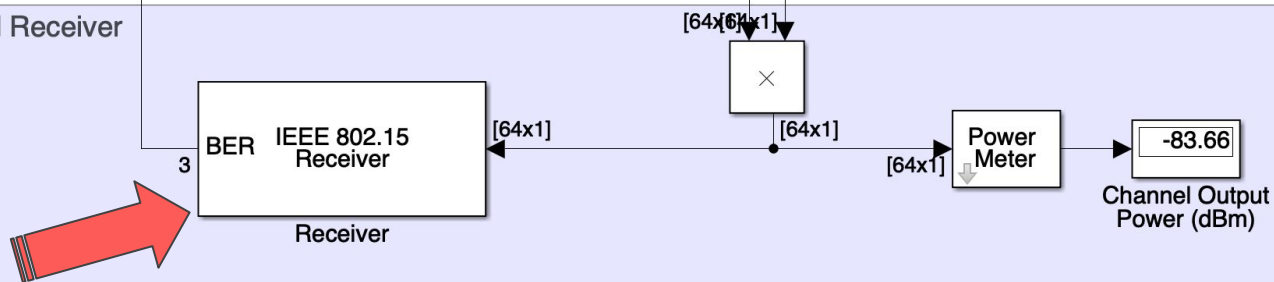 Receiver
[64x1]
[64x1]
BER
IEEE 802.15
Receiver
3
Receiver
[64x1]
[64x1]
[64x1]
Power
Meter
-83.66
Channel Output
Power (dBm)